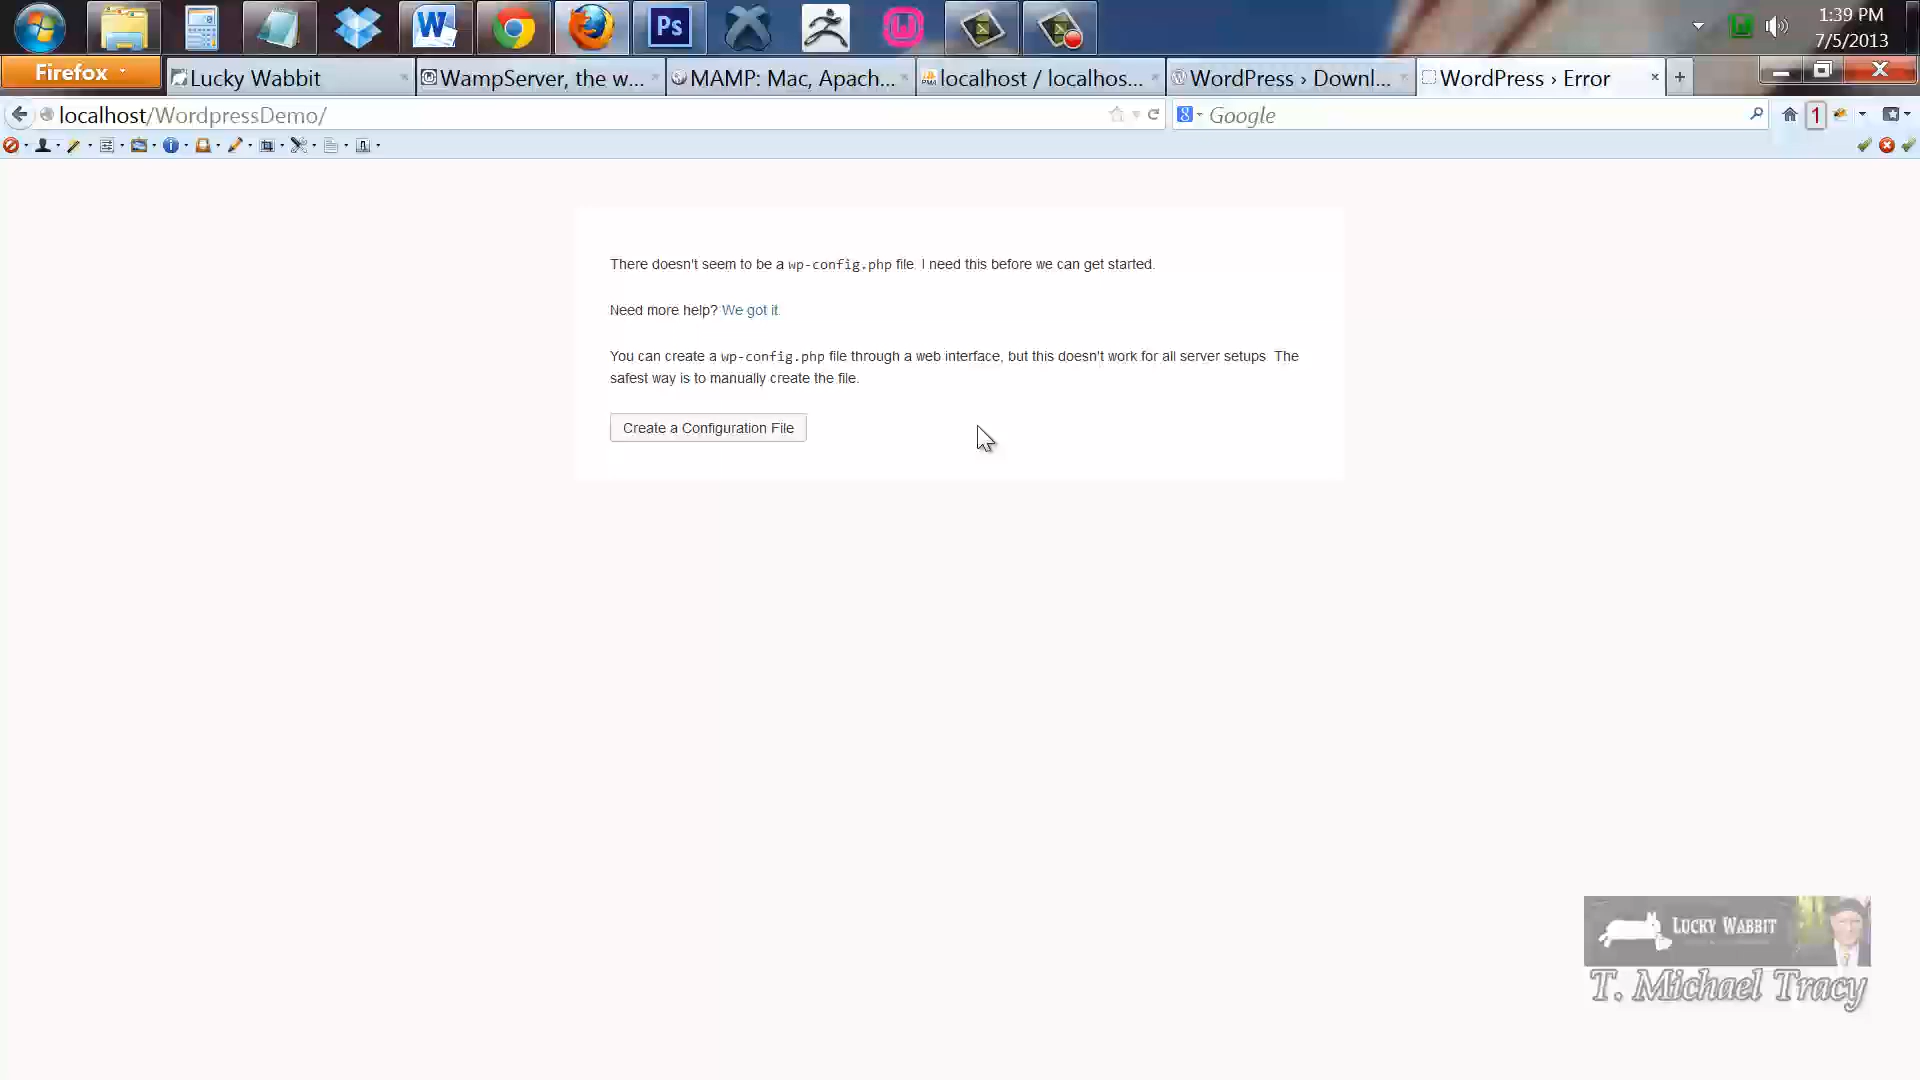 W
Ps
1:39 PM
7/5/2013
Firefox
Lucky Wabbit
WampServer, the w...
MAMP: Mac, Apach...
PMA
localhost / localhos...
WordPress › Downl...
WordPress › Error
localhost/WordpressDemo/
8
Google
1
There doesn't seem to be a wp-config.php file. I need this before we can get started.
Need more help? We got it.
You can create a wp-config.php file through a web interface, but this doesn't work for all server setups. The
safest way is to manually create the file.
Create a Configuration File
LUCKY WABBIT
T. Michael Tracy